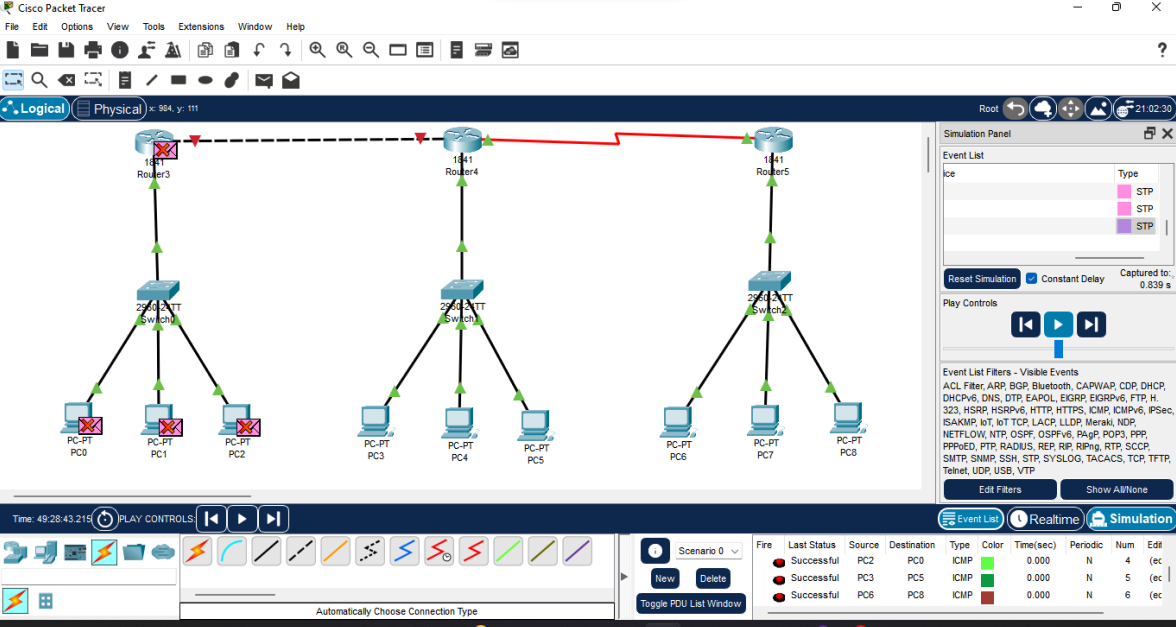 Cisco Packet Tracer
File Edit Options View Tools Extensions Window Help
?
Logical Physical x: 984, y: 111 Root 21:02:30
1841
Router3
1841
Router4
1841
Router5
2960-24TT
Switch0
2960-24TT
Switch1
2960-24TT
Switch2
PC-PT
PC0
PC-PT
PC1
PC-PT
PC2
PC-PT
PC3
PC-PT
PC4
PC-PT
PC5
PC-PT
PC6
PC-PT
PC7
PC-PT
PC8
Simulation Panel
Event List
ice Type
STP
STP
STP
Reset Simulation Constant Delay Captured to:
0.839 s
Play Controls
Event List Filters - Visible Events
ACL Filter, ARP, BGP, Bluetooth, CAPWAP, CDP, DHCP,
DHCPv6, DNS, DTP, EAPOL, EIGRP, EIGRPv6, FTP, H.
323, HSRP, HSRPv6, HTTP, HTTPS, ICMP, ICMPv6, IPSec,
ISAKMP, IoT, IoT TCP, LACP, LLDP, Meraki, NDP,
NETFLOW, NTP, OSPF, OSPFv6, PAgP, POP3, PPP,
PPPoED, PTP, RADIUS, REP, RIP, RIPng, RTP, SCCP,
SMTP, SNMP, SSH, STP, SYSLOG, TACACS, TCP, TFTP,
Telnet, UDP, USB, VTP
Edit Filters Show All/None
Time: 49:28:43.215 PLAY CONTROLS: Event List Realtime Simulation
Automatically Choose Connection Type
Scenario 0
New Delete
Toggle PDU List Window
Fire Last Status Source Destination Type Color Time(sec) Periodic Num Edit
Successful PC2 PC0 ICMP 0.000 N 4 (ec
Successful PC3 PC5 ICMP 0.000 N 5 (ec
Successful PC6 PC8 ICMP 0.000 N 6 (ec